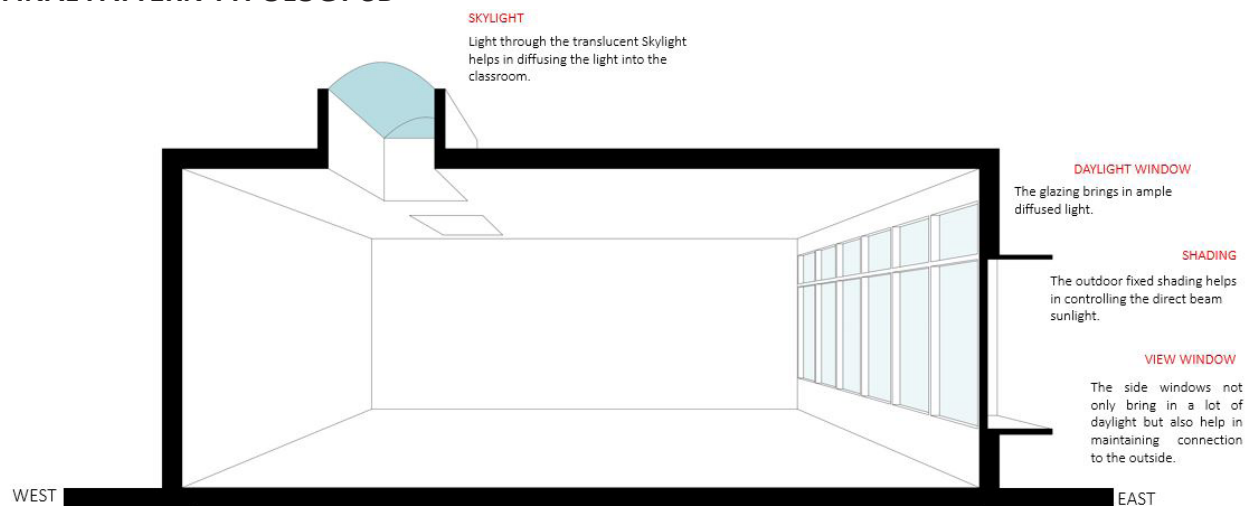 SKYLIGHT
Light through the translucent Skylight
helps in diffusing the light into the
classroom.
DAYLIGHT WINDOW
The glazing brings in ample
diffused light.
SHADING
The outdoor fixed shading helps
in controlling the direct beam
sunlight.
VIEW WINDOW
The side windows not
only bring in a lot of
daylight but also help in
maintaining connection
to the outside.
WEST
EAST